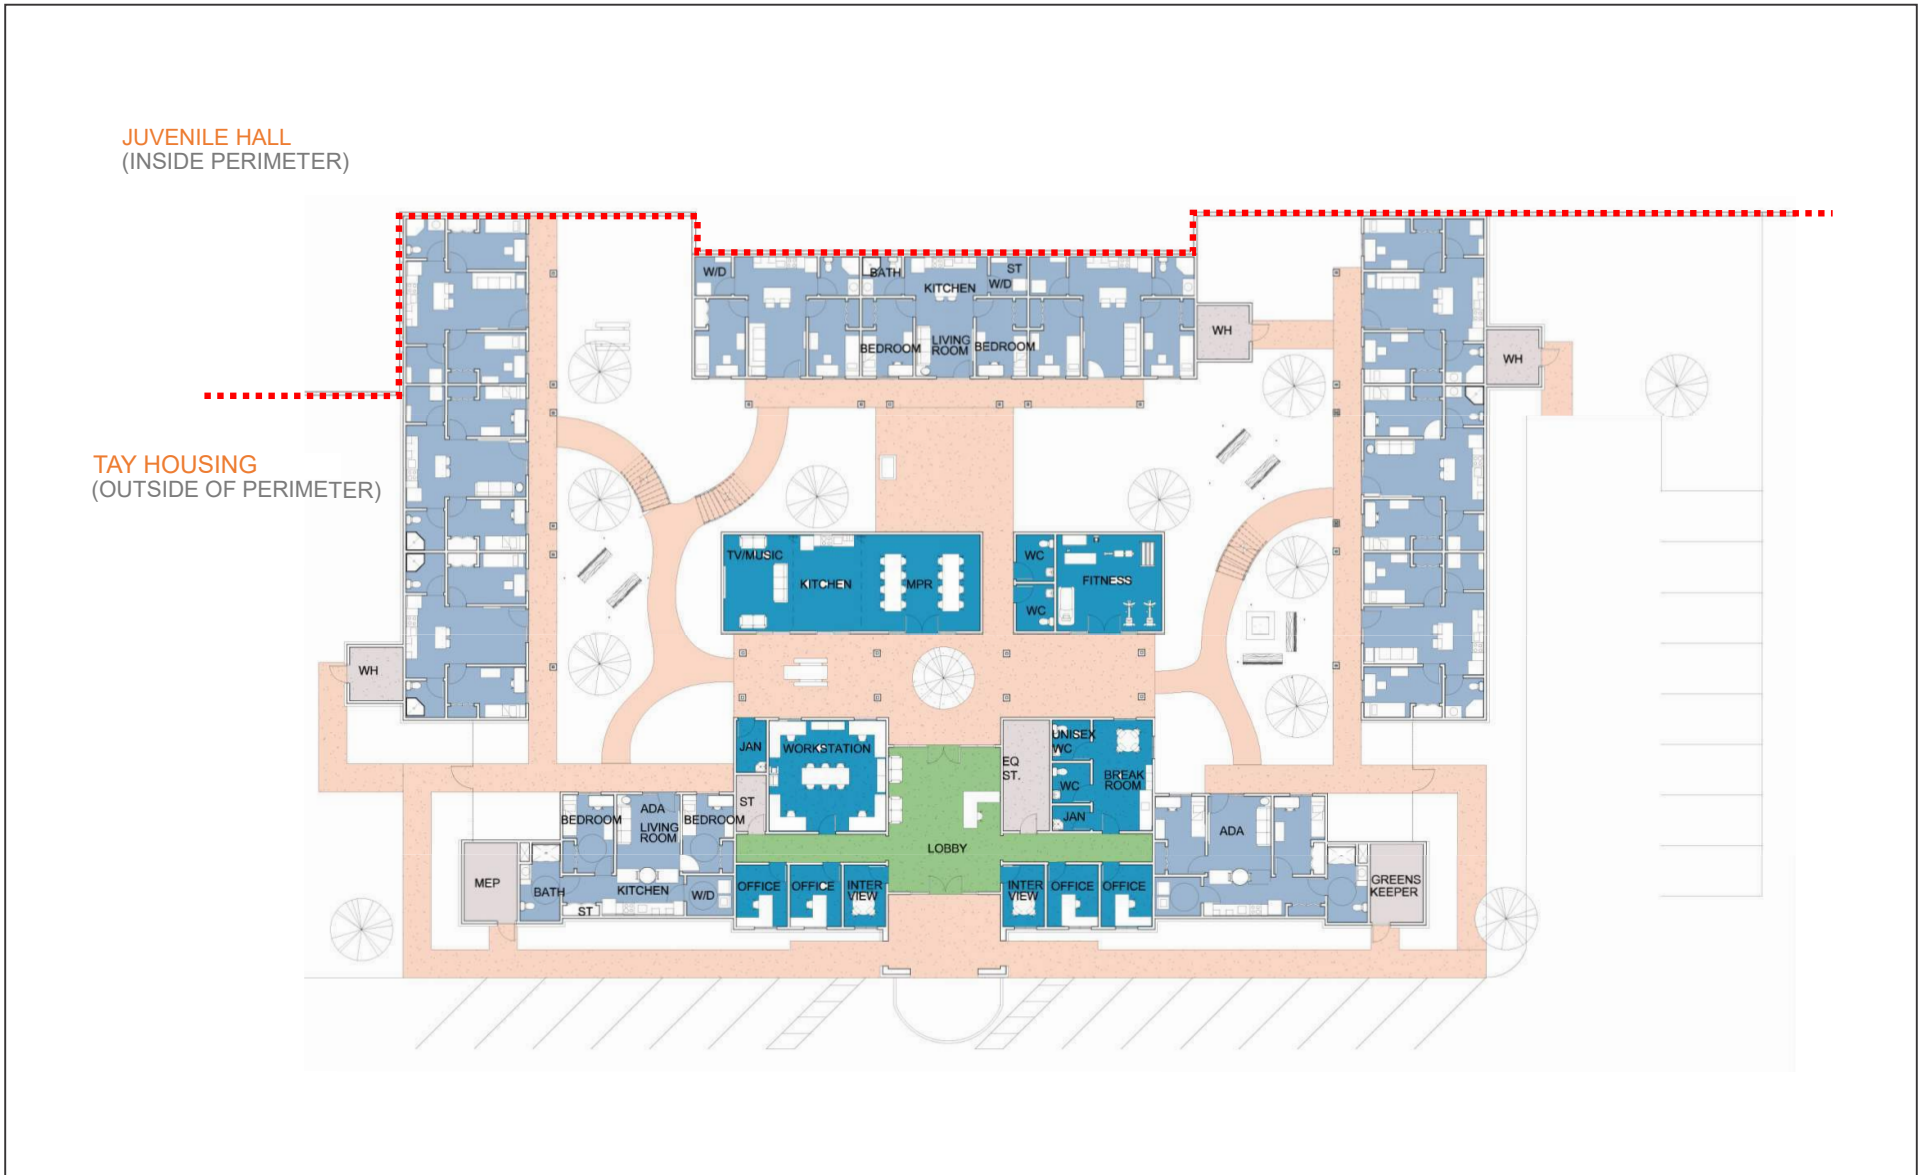 JUVENILE HALL
(INSIDE PERIMETER)
W/D
BATH
KITCHEN
ST
W/D
BEDROOM
LIVING
ROOM
BEDROOM
WH
WH
TAY HOUSING
(OUTSIDE OF PERIMETER)
TV/MUSIC
KITCHEN
MPR
WC
WC
FITNESS
WH
JAN
WORKSTATION
ST
EQ
ST.
UNISEX
WC
WC
JAN
BREAK
ROOM
LOBBY
BEDROOM
ADA
LIVING
ROOM
BEDROOM
ADA
MEP
BATH
KITCHEN
ST
W/D
OFFICE
OFFICE
INTER
VIEW
INTER
VIEW
OFFICE
OFFICE
GREENS
KEEPER